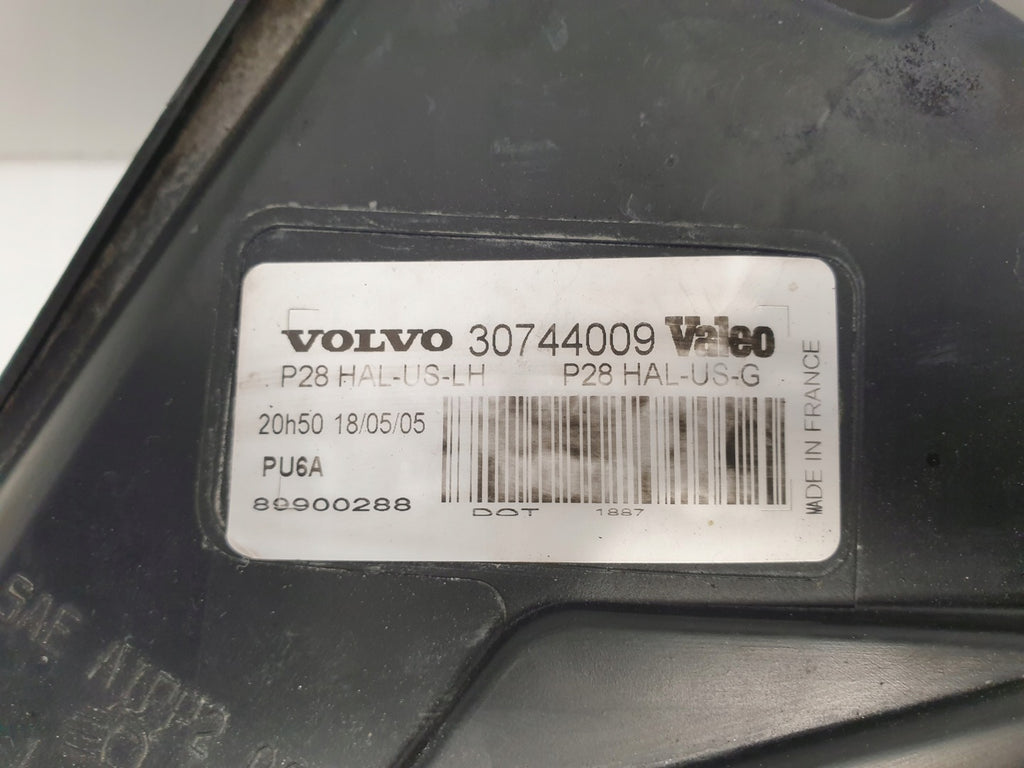 VOLVO 30744009 Valeo
P28 HAL-US-LH P28 HAL-US-G
20h50 18/05/05
PU6A
89900288
DOT 1887
MADE IN FRANCE
SAE